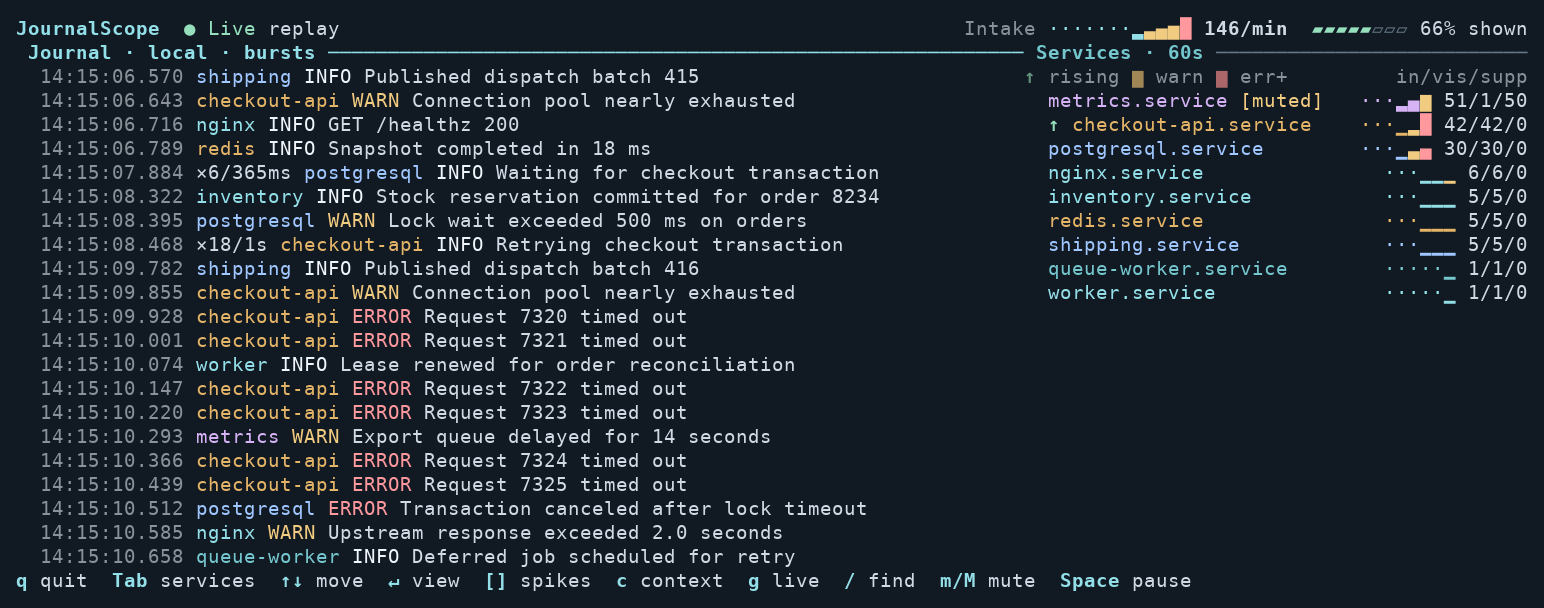 JournalScope ● Live replay Intake ·······▂▃▄▅█ 146/min ▰▰▰▰▰▱▱▱ 66% shown
Journal · local · bursts ────────────────────────────────────────────────────────── Services · 60s ──────────────────────────
14:15:06.570 shipping INFO Published dispatch batch 415 ↑ rising █ warn █ err+ in/vis/supp
14:15:06.643 checkout-api WARN Connection pool nearly exhausted metrics.service [muted] ···▂▄▆ 51/1/50
14:15:06.716 nginx INFO GET /healthz 200 ↑ checkout-api.service ···▁▂█ 42/42/0
14:15:06.789 redis INFO Snapshot completed in 18 ms postgresql.service ···▁▃▄ 30/30/0
14:15:07.884 ×6/365ms postgresql INFO Waiting for checkout transaction nginx.service ···▁▁▁ 6/6/0
14:15:08.322 inventory INFO Stock reservation committed for order 8234 inventory.service ···▁▁▁ 5/5/0
14:15:08.395 postgresql WARN Lock wait exceeded 500 ms on orders redis.service ···▁▁▁ 5/5/0
14:15:08.468 ×18/1s checkout-api INFO Retrying checkout transaction shipping.service ···▁▁▁ 5/5/0
14:15:09.782 shipping INFO Published dispatch batch 416 queue-worker.service ·····▁ 1/1/0
14:15:09.855 checkout-api WARN Connection pool nearly exhausted worker.service ·····▁ 1/1/0
14:15:09.928 checkout-api ERROR Request 7320 timed out
14:15:10.001 checkout-api ERROR Request 7321 timed out
14:15:10.074 worker INFO Lease renewed for order reconciliation
14:15:10.147 checkout-api ERROR Request 7322 timed out
14:15:10.220 checkout-api ERROR Request 7323 timed out
14:15:10.293 metrics WARN Export queue delayed for 14 seconds
14:15:10.366 checkout-api ERROR Request 7324 timed out
14:15:10.439 checkout-api ERROR Request 7325 timed out
14:15:10.512 postgresql ERROR Transaction canceled after lock timeout
14:15:10.585 nginx WARN Upstream response exceeded 2.0 seconds
14:15:10.658 queue-worker INFO Deferred job scheduled for retry
q quit Tab services ↑↓ move ↵ view [] spikes c context g live / find m/M mute Space pause